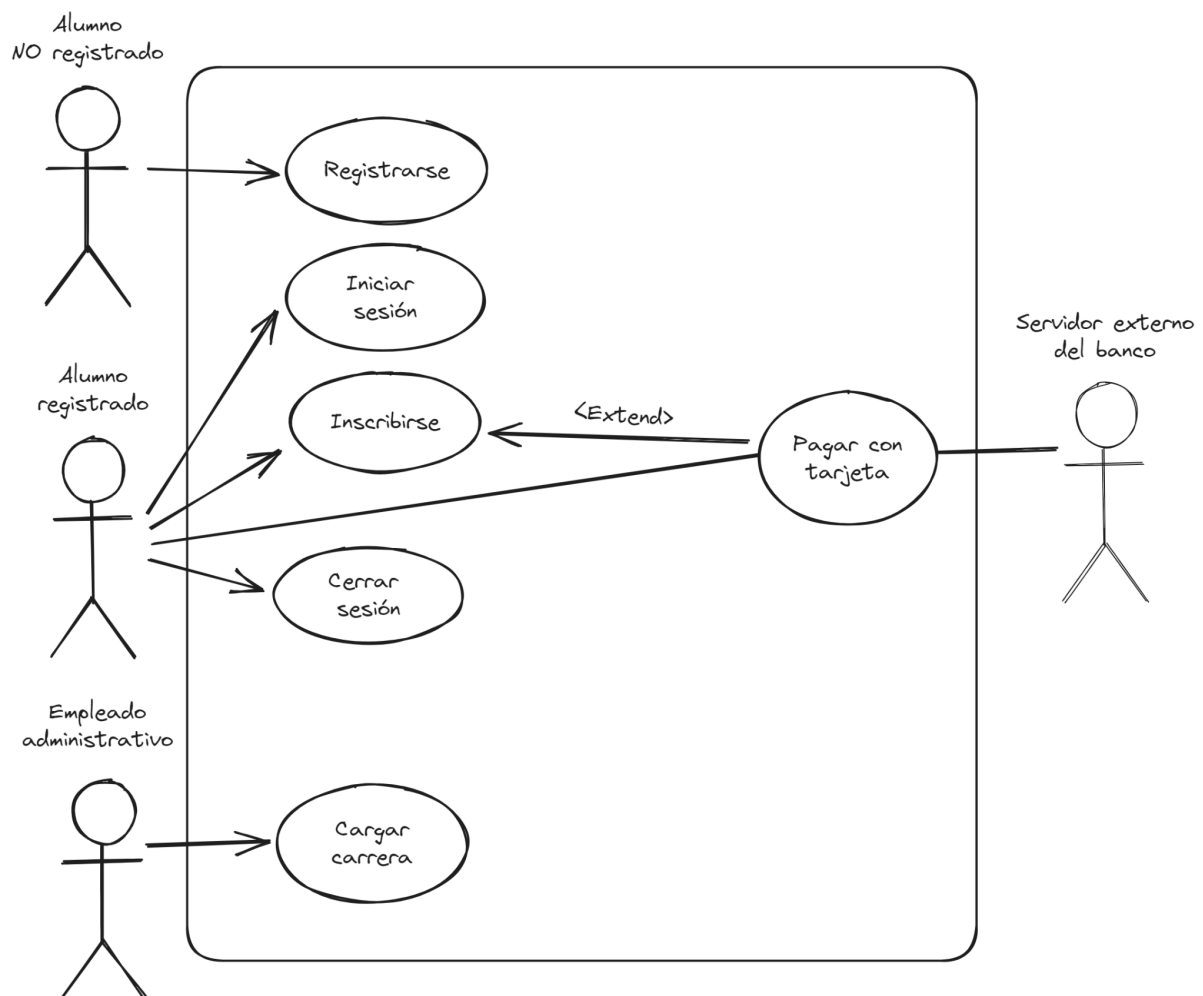 Alumno
NO registrado
Registrarse
Iniciar
sesión
Servidor externo
del banco
Alumno
registrado
Inscribirse
<Extend>
Pagar con
tarjeta
Cerrar
sesión
Empleado
administrativo
Cargar
carrera